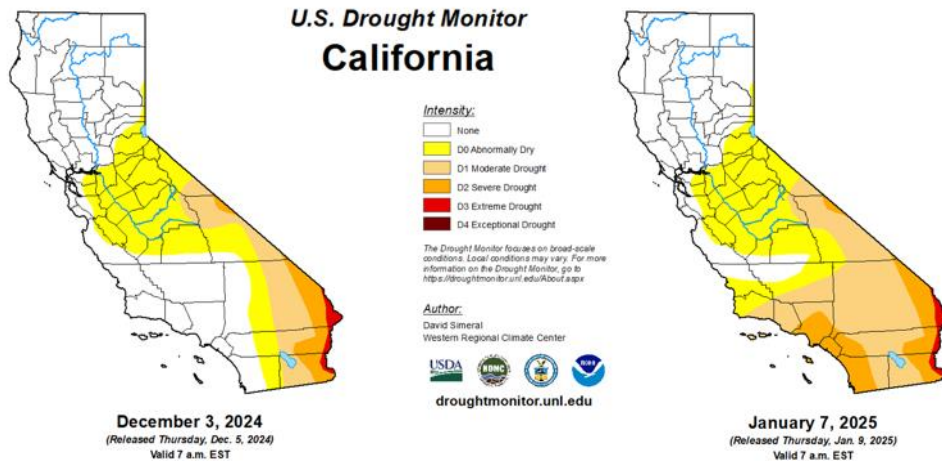 U.S. Drought Monitor
California
Intensity:
None
D0 Abnormally Dry
D1 Moderate Drought
D2 Severe Drought
D3 Extreme Drought
D4 Exceptional Drought
The Drought Monitor focuses on broad-scale
conditions. Local conditions may vary. For more
information on the Drought Monitor, go to
https://droughtmonitor.unl.edu/About.aspx
Author:
David Simeral
Western Regional Climate Center
USDA
NDMC
droughtmonitor.unl.edu
December 3, 2024
(Released Thursday, Dec. 5, 2024)
Valid 7 a.m. EST
January 7, 2025
(Released Thursday, Jan. 9, 2025)
Valid 7 a.m. EST